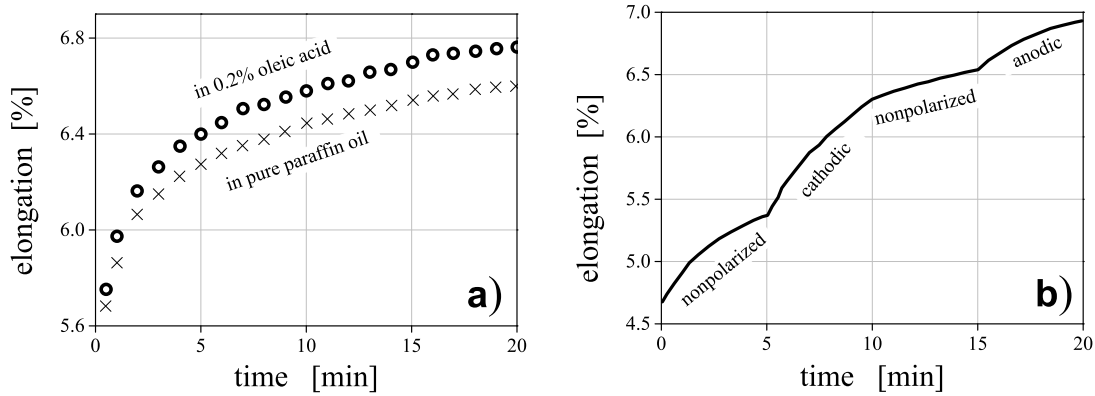 elongation [%]
6.8
6.4
6.0
5.6
in 0.2% oleic acid
in pure paraffin oil
a)
0 5 10 15 20
time [min]
elongation [%]
7.0
6.5
6.0
5.5
5.0
4.5
nonpolarized
cathodic
nonpolarized
anodic
b)
0 5 10 15 20
time [min]